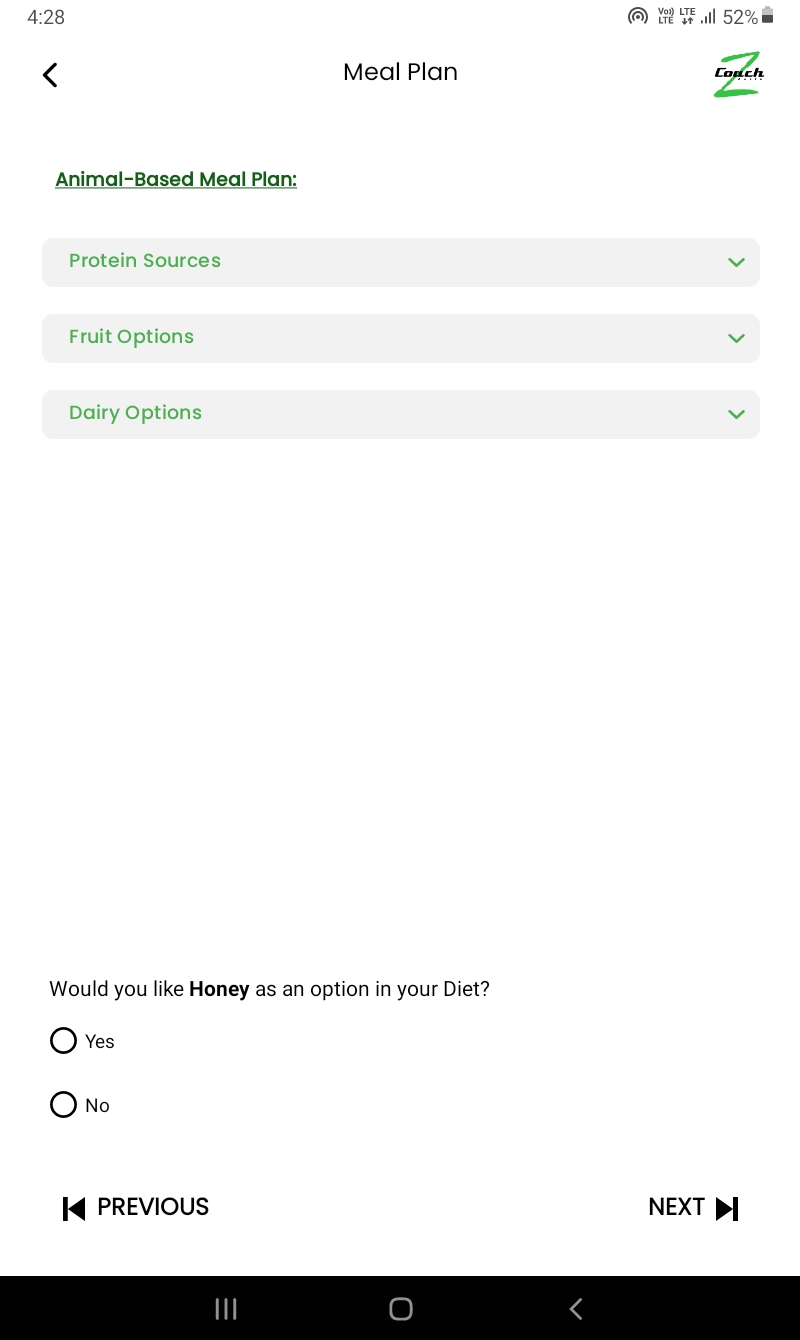 4:28
Vo)) LTE
LTE
52%
Meal Plan
Coach
Z
Animal-Based Meal Plan:
Protein Sources
Fruit Options
Dairy Options
Would you like Honey as an option in your Diet?
Yes
No
PREVIOUS
NEXT